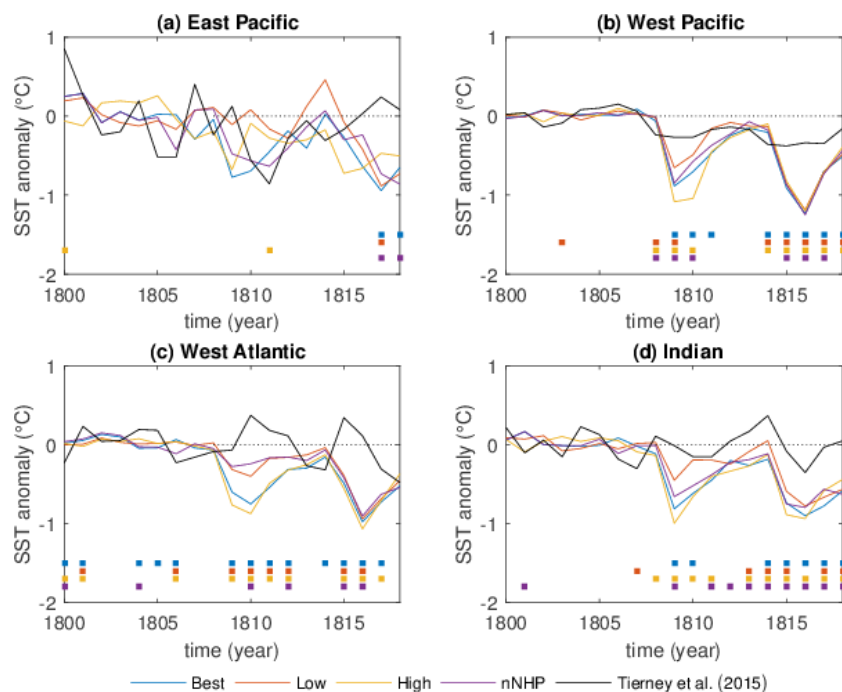 (a) East Pacific
SST anomaly (°C)
1
0
-1
-2
1800 1805 1810 1815
time (year)
(b) West Pacific
SST anomaly (°C)
1
0
-1
-2
1800 1805 1810 1815
time (year)
(c) West Atlantic
SST anomaly (°C)
1
0
-1
-2
1800 1805 1810 1815
time (year)
(d) Indian
SST anomaly (°C)
1
0
-1
-2
1800 1805 1810 1815
time (year)
Best Low High nNHP Tierney et al. (2015)